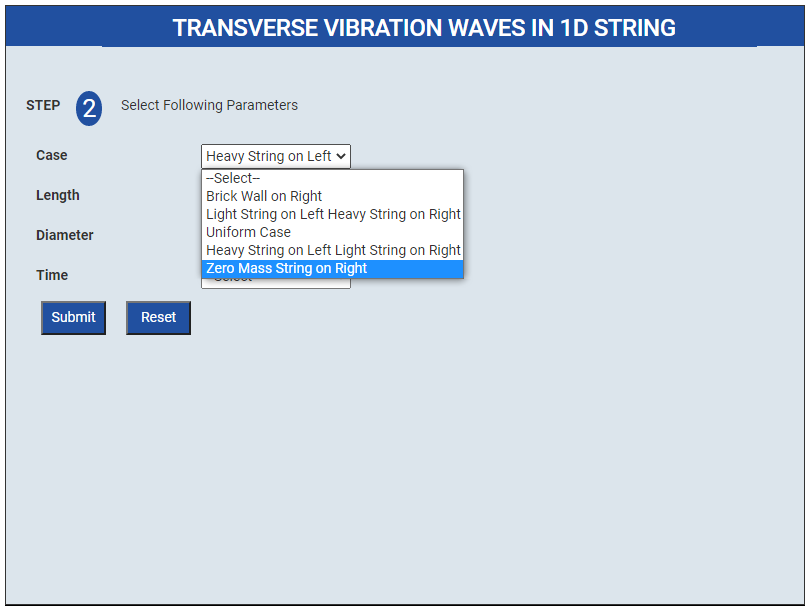 TRANSVERSE VIBRATION WAVES IN 1D STRING
STEP 2 Select Following Parameters
Case Heavy String on Left
--Select--
Brick Wall on Right
Length
Light String on Left Heavy String on Right
Uniform Case
Diameter
Heavy String on Left Light String on Right
Zero Mass String on Right
Time --Select--
Submit Reset